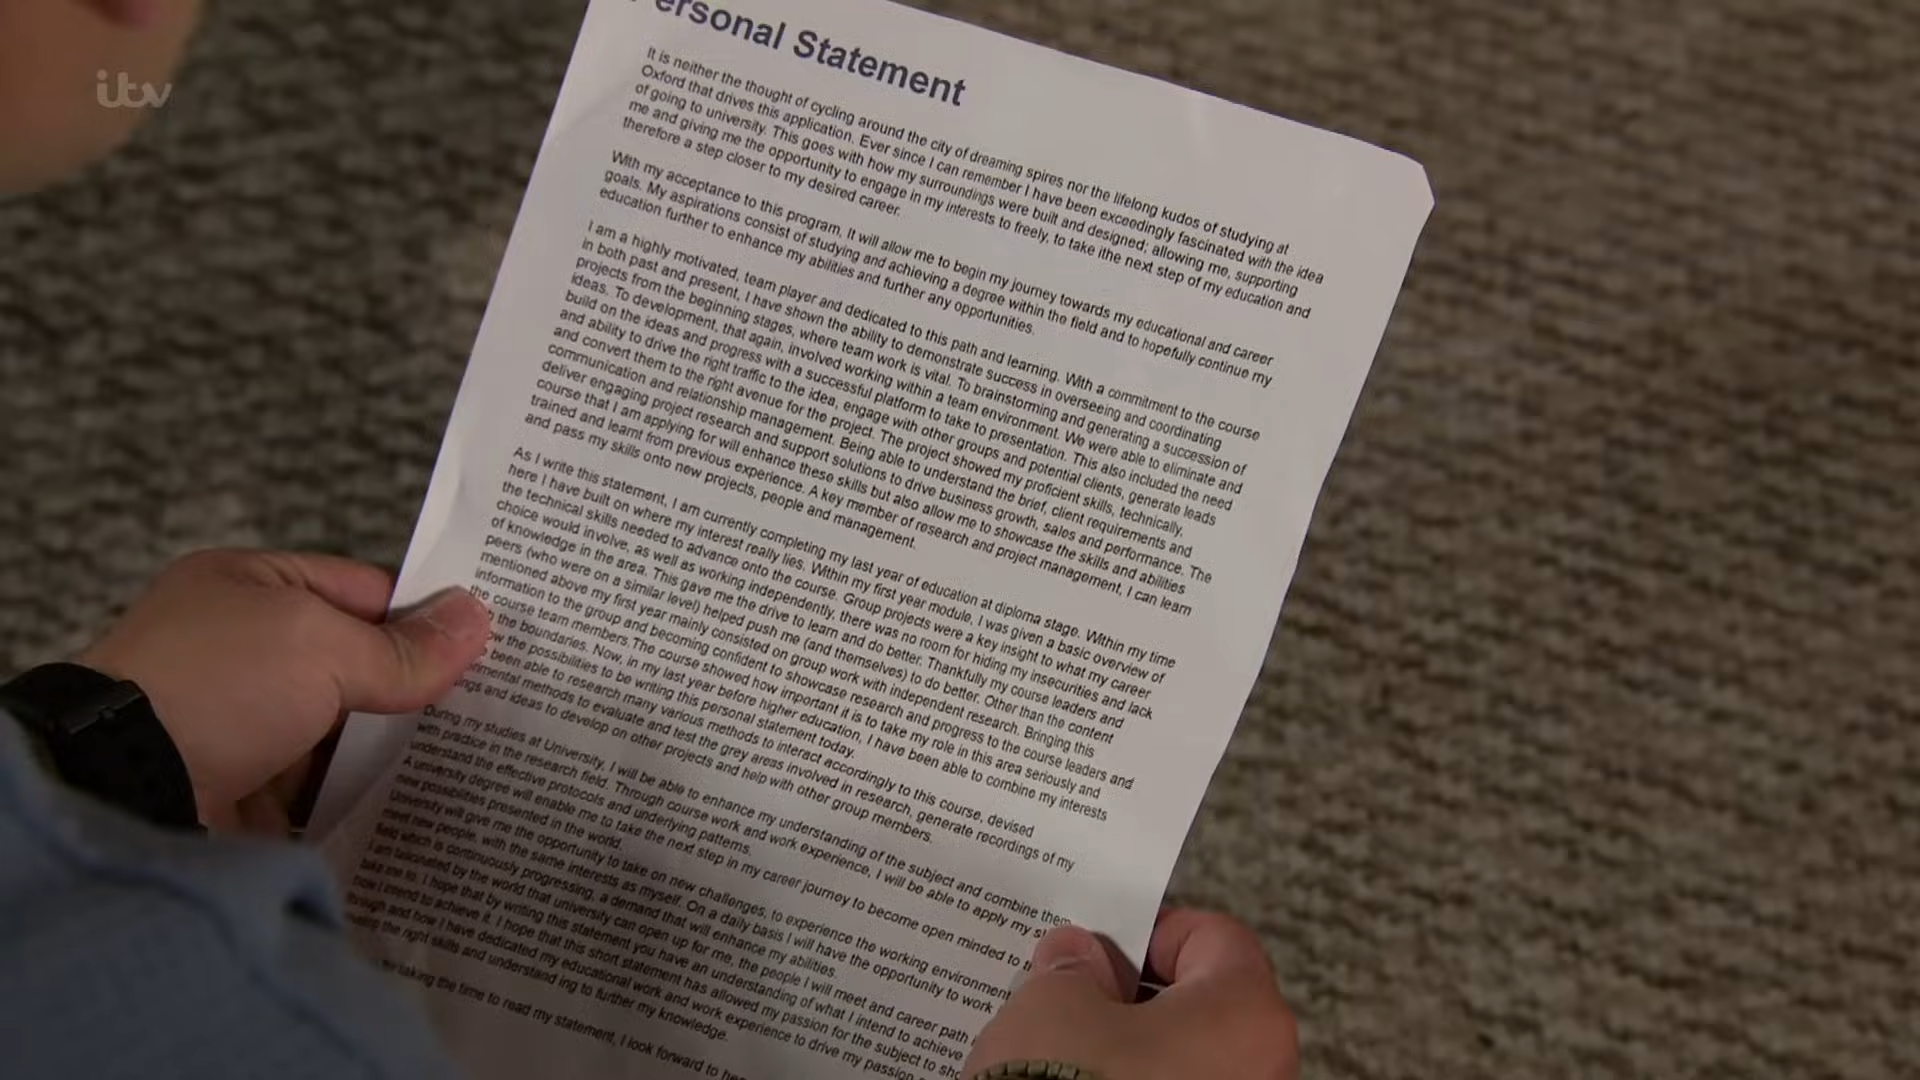 itv
Personal Statement
It is neither the thought of cycling around the city of dreaming spires nor the lifelong kudos of studying at
Oxford that drives this application. Ever since I can remember I have been exceedingly fascinated with the idea
of going to university. This goes with how my surroundings were built and designed; allowing me, supporting
me and giving me the opportunity to engage in my interests to freely, to take ithe next step of my education and
therefore a step closer to my desired career.
With my acceptance to this program, It will allow me to begin my journey towards my educational and career
goals. My aspirations consist of studying and achieving a degree within the field and to hopefully continue my
education further to enhance my abilities and further any opportunities.
I am a highly motivated, team player and dedicated to this path and learning. With a commitment to the course
in both past and present, I have shown the ability to demonstrate success in overseeing and coordinating
projects from the beginning stages, where team work is vital. To brainstorming and generating a succession of
ideas. To development, that again, involved working within a team environment. We were able to eliminate and
build on the ideas and progress with a successful platform to take to presentation. This also included the need
and ability to drive the right traffic to the idea, engage with other groups and potential clients, generate leads
and convert them to the right avenue for the project. The project showed my proficient skills, technically,
communication and relationship management. Being able to understand the brief, client requirements and
deliver engaging project research and support solutions to drive business growth, sales and performance. The
course that I am applying for will enhance these skills but also allow me to showcase the skills and abilities
trained and learnt from previous experience. A key member of research and project management, I can learn
and pass my skills onto new projects, people and management.
As I write this statement, I am currently completing my last year of education at diploma stage. Within my time
here I have built on where my interest really lies. Within my first year module, I was given a basic overview of
the technical skills needed to advance onto the course. Group projects were a key insight to what my career
choice would involve, as well as working independently, there was no room for hiding my insecurities and lack
of knowledge in the area. This gave me the drive to learn and do better. Thankfully my course leaders and
peers (who were on a similar level) helped push me (and themselves) to do better. Other than the content
mentioned above my first year mainly consisted on group work with independent research. Bringing this
information to the group and becoming confident to showcase research and progress to the course leaders and
the course team members.The course showed how important it is to take my role in this area seriously and
the boundaries. Now, in my last year before higher education, I have been able to combine my interests
the possibilities to be writing this personal statement today.
been able to research many various methods to interact accordingly to this course, devised
methods to evaluate and test the grey areas involved in research, generate recordings of my
and ideas to develop on other projects and help with other group members.
During my studies at University, I will be able to enhance my understanding of the subject and combine them
with practice in the research field. Through course work and work experience, I will be able to apply my
understand the effective protocols and underlying patterns.
A university degree will enable me to take the next step in my career journey to become open minded to
new possibilities presented in the world.
University will give me the opportunity to take on new challenges, to experience the working environment
meet new people, with the same interests as myself. On a daily basis I will have the opportunity to work
field which is continuously progressing, a demand that will enhance my abilities.
I am fascinated by the world that university can open up for me, the people I will meet and career path
take me to. I hope that by writing this statement you have an understanding of what I intend to achieve
how I intend to achieve it. I hope that this short statement has allowed my passion for the subject to
through and how I have dedicated my educational work and work experience to drive my passion
the right skills and understand ing to further my knowledge.
for taking the time to read my statement, I look forward to